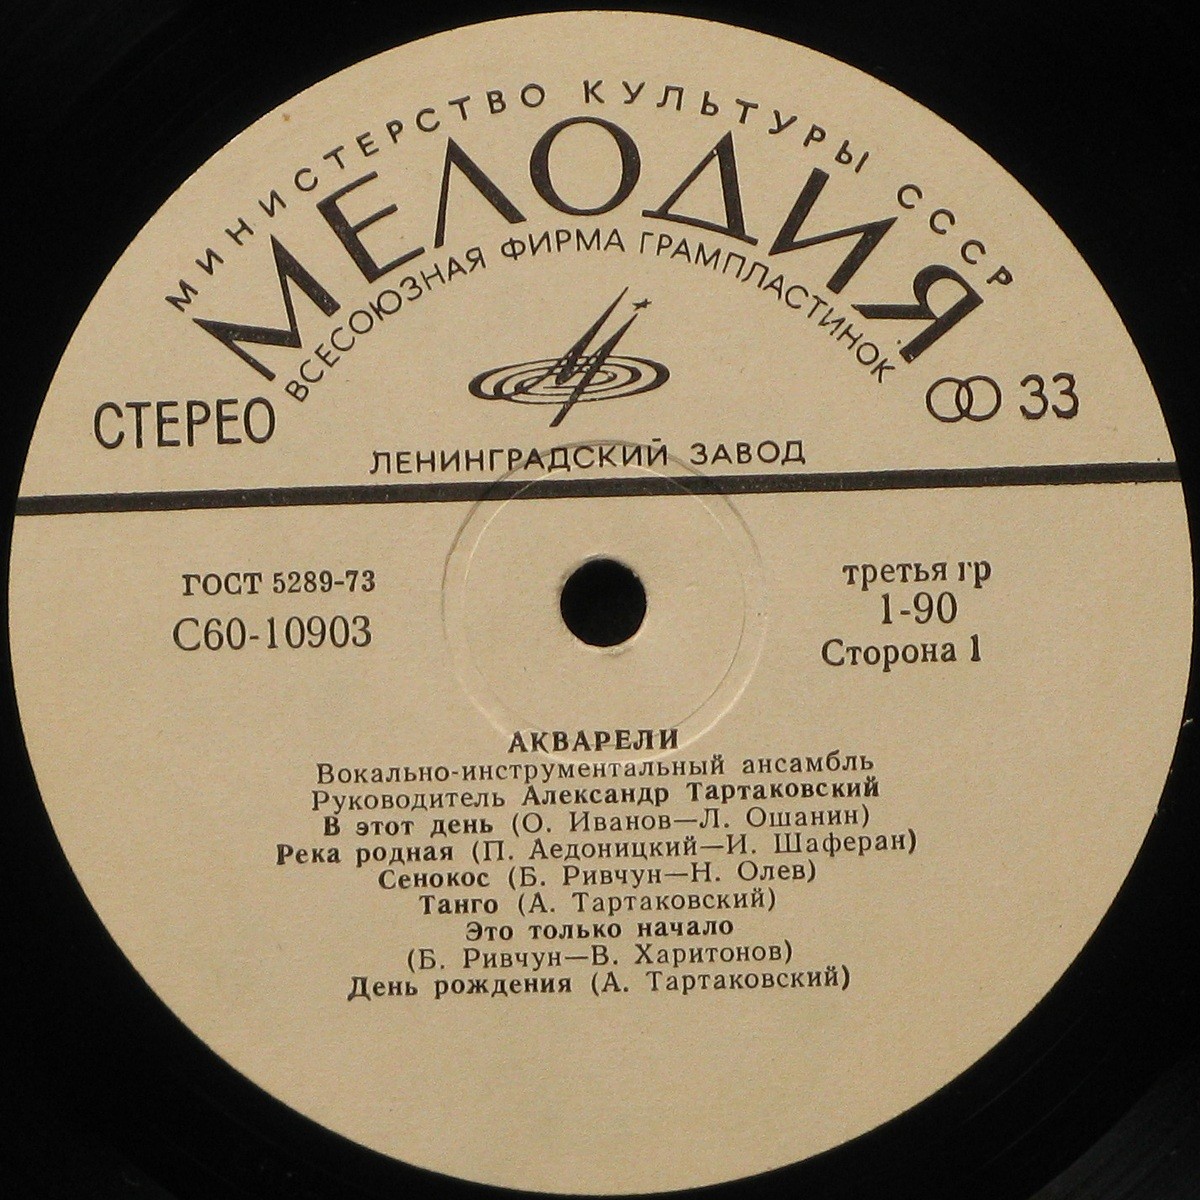 МИНИСТЕРСТВО КУЛЬТУРЫ СССР
МЕЛОДИЯ
ВСЕСОЮЗНАЯ ФИРМА ГРАМПЛАСТИНОК
СТЕРЕО
33
ЛЕНИНГРАДСКИЙ ЗАВОД
ГОСТ 5289-73
С60-10903
третья гр
1-90
Сторона 1
АКВАРЕЛИ
Вокально-инструментальный ансамбль
Руководитель Александр Тартаковский
В этот день (О. Иванов—Л. Ошанин)
Река родная (П. Аедоницкий—И. Шаферан)
Сенокос (Б. Ривчун—Н. Олев)
Танго (А. Тартаковский)
Это только начало
(Б. Ривчун—В. Харитонов)
День рождения (А. Тартаковский)